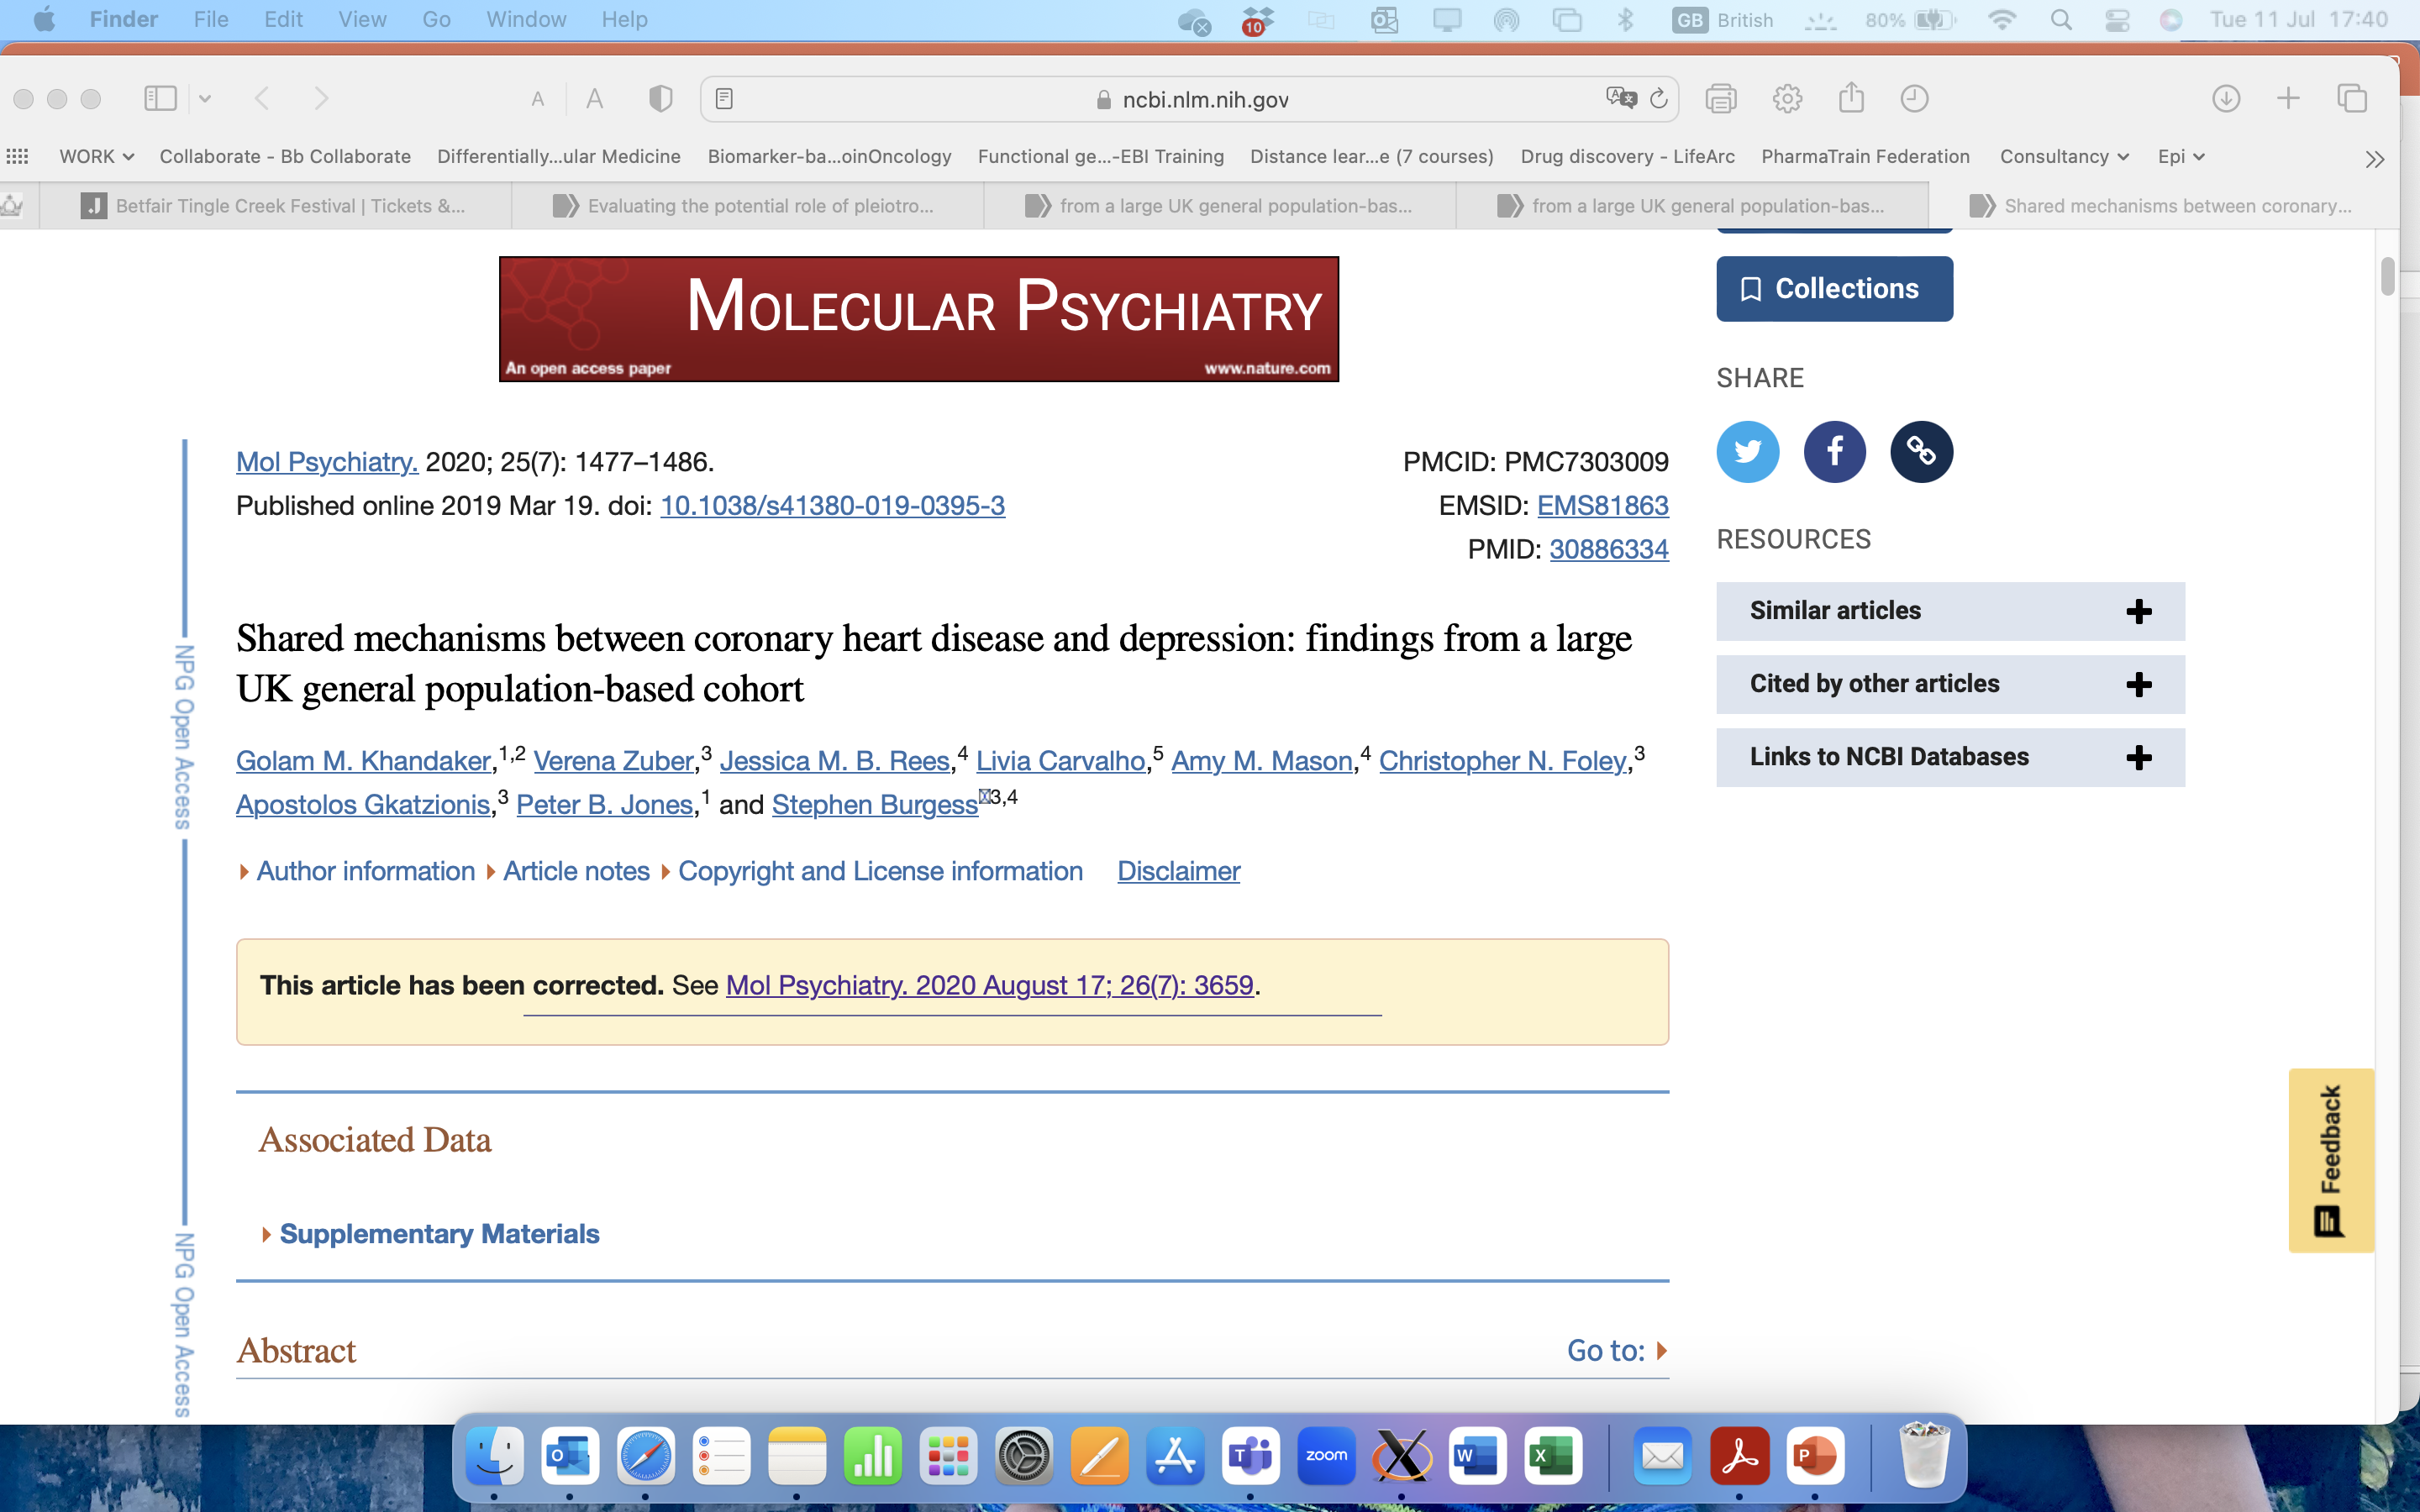 Finder File Edit View Go Window Help 10 GB British 80% Tue 11 Jul 17:40
A A ncbi.nlm.nih.gov
WORK Collaborate - Bb Collaborate Differentially...ular Medicine Biomarker-ba...oinOncology Functional ge...-EBI Training Distance lear...e (7 courses) Drug discovery - LifeArc PharmaTrain Federation Consultancy Epi
J Betfair Tingle Creek Festival | Tickets &... Evaluating the potential role of pleiotro... from a large UK general population-bas... from a large UK general population-bas... Shared mechanisms between coronary...
MOLECULAR PSYCHIATRY
An open access paper www.nature.com
Collections
SHARE
Mol Psychiatry. 2020; 25(7): 1477–1486. PMCID: PMC7303009
Published online 2019 Mar 19. doi: 10.1038/s41380-019-0395-3 EMSID: EMS81863
PMID: 30886334
RESOURCES
Similar articles
Cited by other articles
Links to NCBI Databases
Shared mechanisms between coronary heart disease and depression: findings from a large
UK general population-based cohort
Golam M. Khandaker,1,2 Verena Zuber,3 Jessica M. B. Rees,4 Livia Carvalho,5 Amy M. Mason,4 Christopher N. Foley,3
Apostolos Gkatzionis,3 Peter B. Jones,1 and Stephen Burgess3,4
Author information Article notes Copyright and License information Disclaimer
This article has been corrected. See Mol Psychiatry. 2020 August 17; 26(7): 3659.
Associated Data
Supplementary Materials
Abstract Go to:
NPG Open Access
NPG Open Access
Feedback
zoom